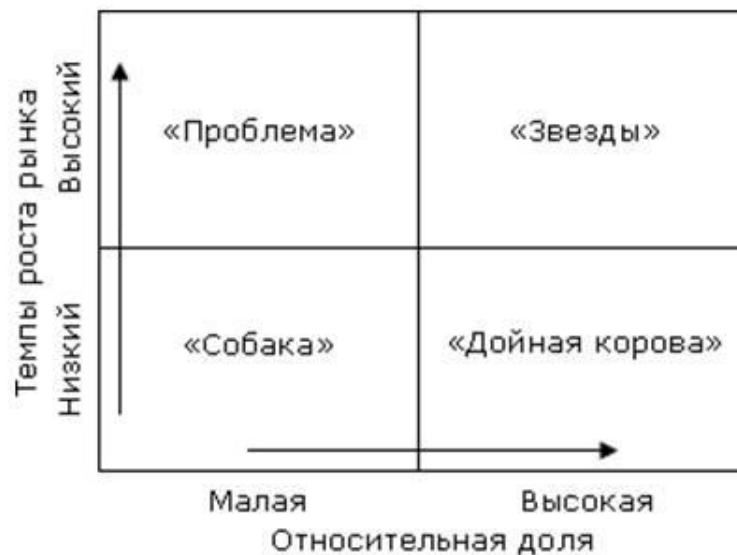 Темпы роста рынка
Высокий
Низкий
«Проблема»
«Звезды»
«Собака»
«Дойная корова»
Малая
Высокая
Относительная доля